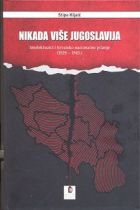 Stipe Kljaić
NIKADA VIŠE JUGOSLAVIJA
Intelektualci i hrvatsko nacionalno pitanje
(1929. – 1945.)